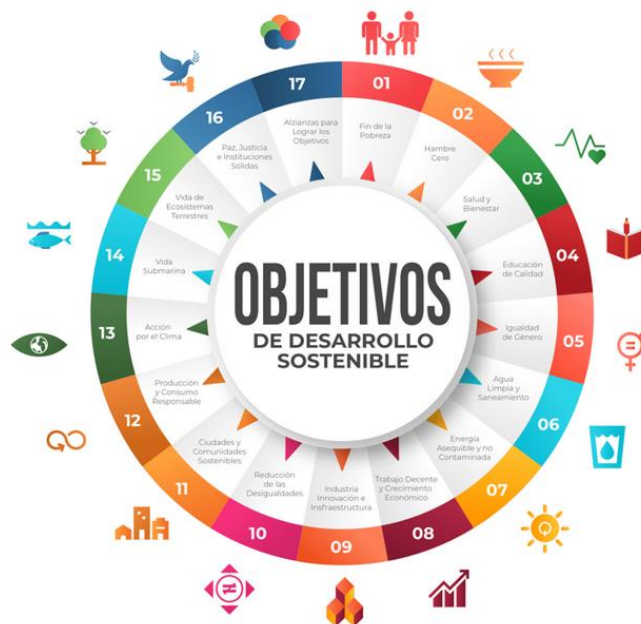 OBJETIVOS
DE DESARROLLO
SOSTENIBLE
01
Fin de la
Pobreza
02
Hambre
Cero
03
Salud y
Bienestar
04
Educación
de Calidad
05
Igualdad
de Género
06
Agua
Limpia y
Saneamiento
07
Energía
Asequible y no
Contaminada
08
Trabajo Decente
y Crecimiento
Económico
09
Industria
Innovación e
Insfraestructura
10
Reducción
de las
Desigualdades
11
Ciudades y
Comunidades
Sostenibles
12
Producción
y Consumo
Responsable
13
Acción
por el Clima
14
Vida
Submarina
15
Vida de
Ecosistemas
Terrestres
16
Paz, Justicia
e Instituciones
Sólidas
17
Alzianzas para
Lograr los
Objetivos